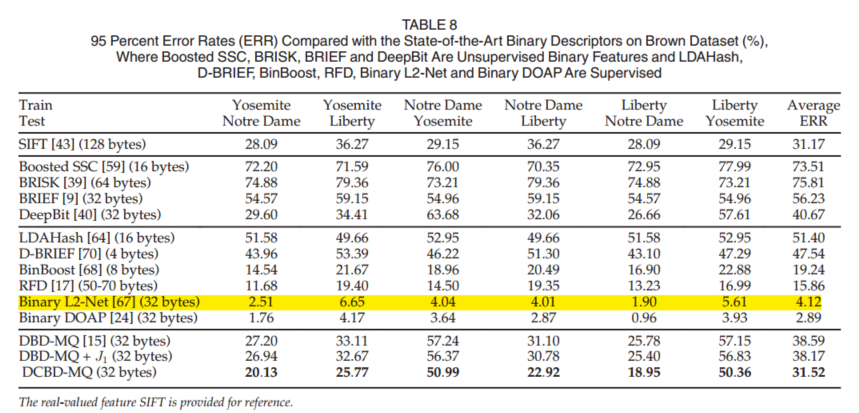 TABLE 8
95 Percent Error Rates (ERR) Compared with the State-of-the-Art Binary Descriptors on Brown Dataset (%),
Where Boosted SSC, BRISK, BRIEF and DeepBit Are Unsupervised Binary Features and LDAHash,
D-BRIEF, BinBoost, RFD, Binary L2-Net and Binary DOAP Are Supervised
Train Yosemite Yosemite Notre Dame Notre Dame Liberty Liberty Average
Test Notre Dame Liberty Yosemite Liberty Notre Dame Yosemite ERR
SIFT [43] (128 bytes) 28.09 36.27 29.15 36.27 28.09 29.15 31.17
Boosted SSC [59] (16 bytes) 72.20 71.59 76.00 70.35 72.95 77.99 73.51
BRISK [39] (64 bytes) 74.88 79.36 73.21 79.36 74.88 73.21 75.81
BRIEF [9] (32 bytes) 54.57 59.15 54.96 59.15 54.57 54.96 56.23
DeepBit [40] (32 bytes) 29.60 34.41 63.68 32.06 26.66 57.61 40.67
LDAHash [64] (16 bytes) 51.58 49.66 52.95 49.66 51.58 52.95 51.40
D-BRIEF [70] (4 bytes) 43.96 53.39 46.22 51.30 43.10 47.29 47.54
BinBoost [68] (8 bytes) 14.54 21.67 18.96 20.49 16.90 22.88 19.24
RFD [17] (50-70 bytes) 11.68 19.40 14.50 19.35 13.23 16.99 15.86
Binary L2-Net [67] (32 bytes) 2.51 6.65 4.04 4.01 1.90 5.61 4.12
Binary DOAP [24] (32 bytes) 1.76 4.17 3.64 2.87 0.96 3.93 2.89
DBD-MQ [15] (32 bytes) 27.20 33.11 57.24 31.10 25.78 57.15 38.59
DBD-MQ + J₁ (32 bytes) 26.94 32.67 56.37 30.78 25.40 56.83 38.17
DCBD-MQ (32 bytes) 20.13 25.77 50.99 22.92 18.95 50.36 31.52
The real-valued feature SIFT is provided for reference.